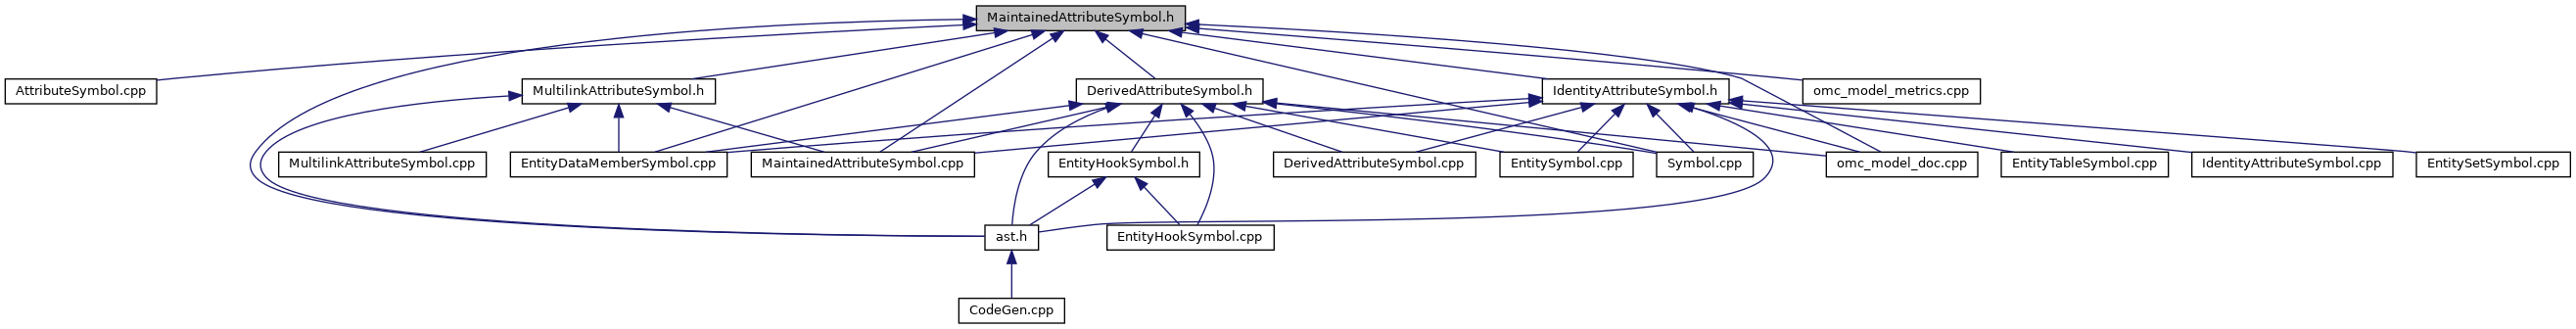 MaintainedAttributeSymbol.h
AttributeSymbol.cpp
MultilinkAttributeSymbol.h
DerivedAttributeSymbol.h
IdentityAttributeSymbol.h
omc_model_metrics.cpp
MultilinkAttributeSymbol.cpp
EntityDataMemberSymbol.cpp
MaintainedAttributeSymbol.cpp
EntityHookSymbol.h
DerivedAttributeSymbol.cpp
EntitySymbol.cpp
Symbol.cpp
omc_model_doc.cpp
EntityTableSymbol.cpp
IdentityAttributeSymbol.cpp
EntitySetSymbol.cpp
ast.h
EntityHookSymbol.cpp
CodeGen.cpp